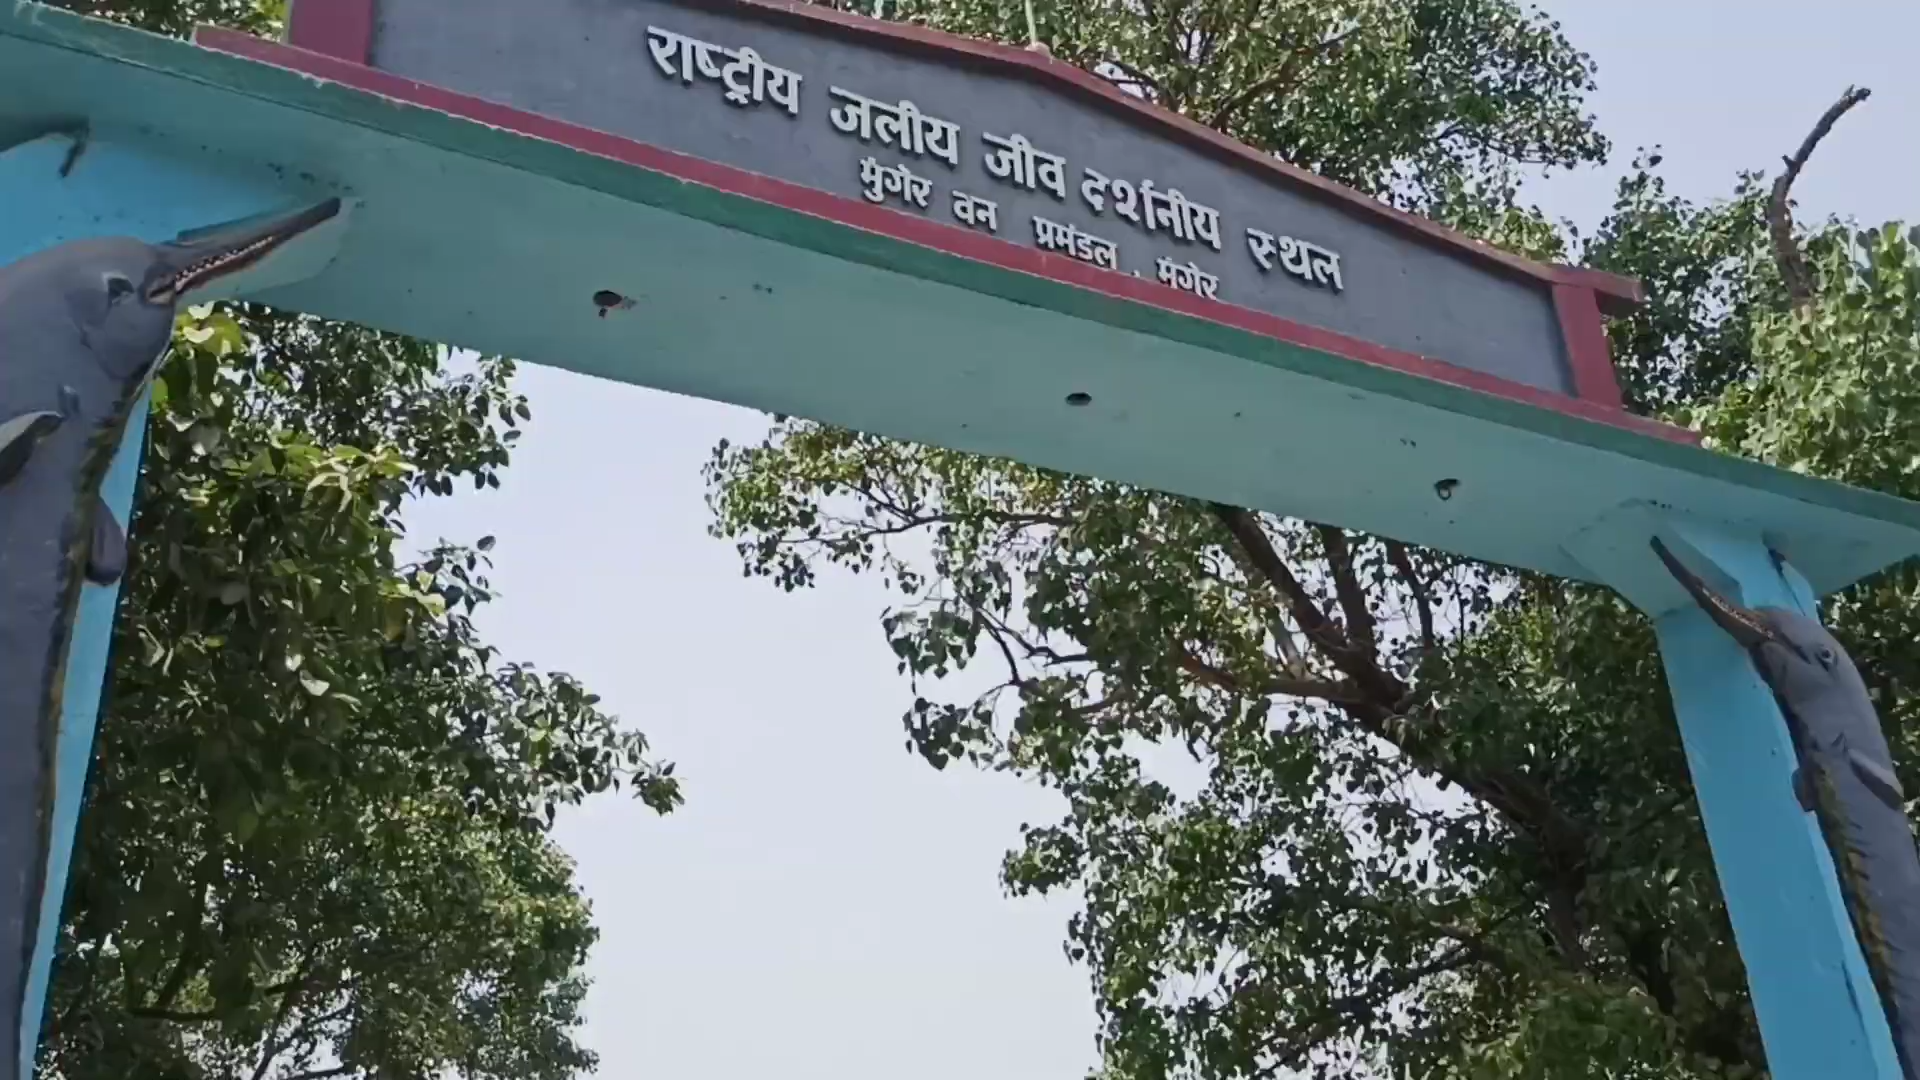 राष्ट्रीय जलीय जीव दर्शनीय स्थल
मुंगेर वन प्रमंडल, मुंगेर